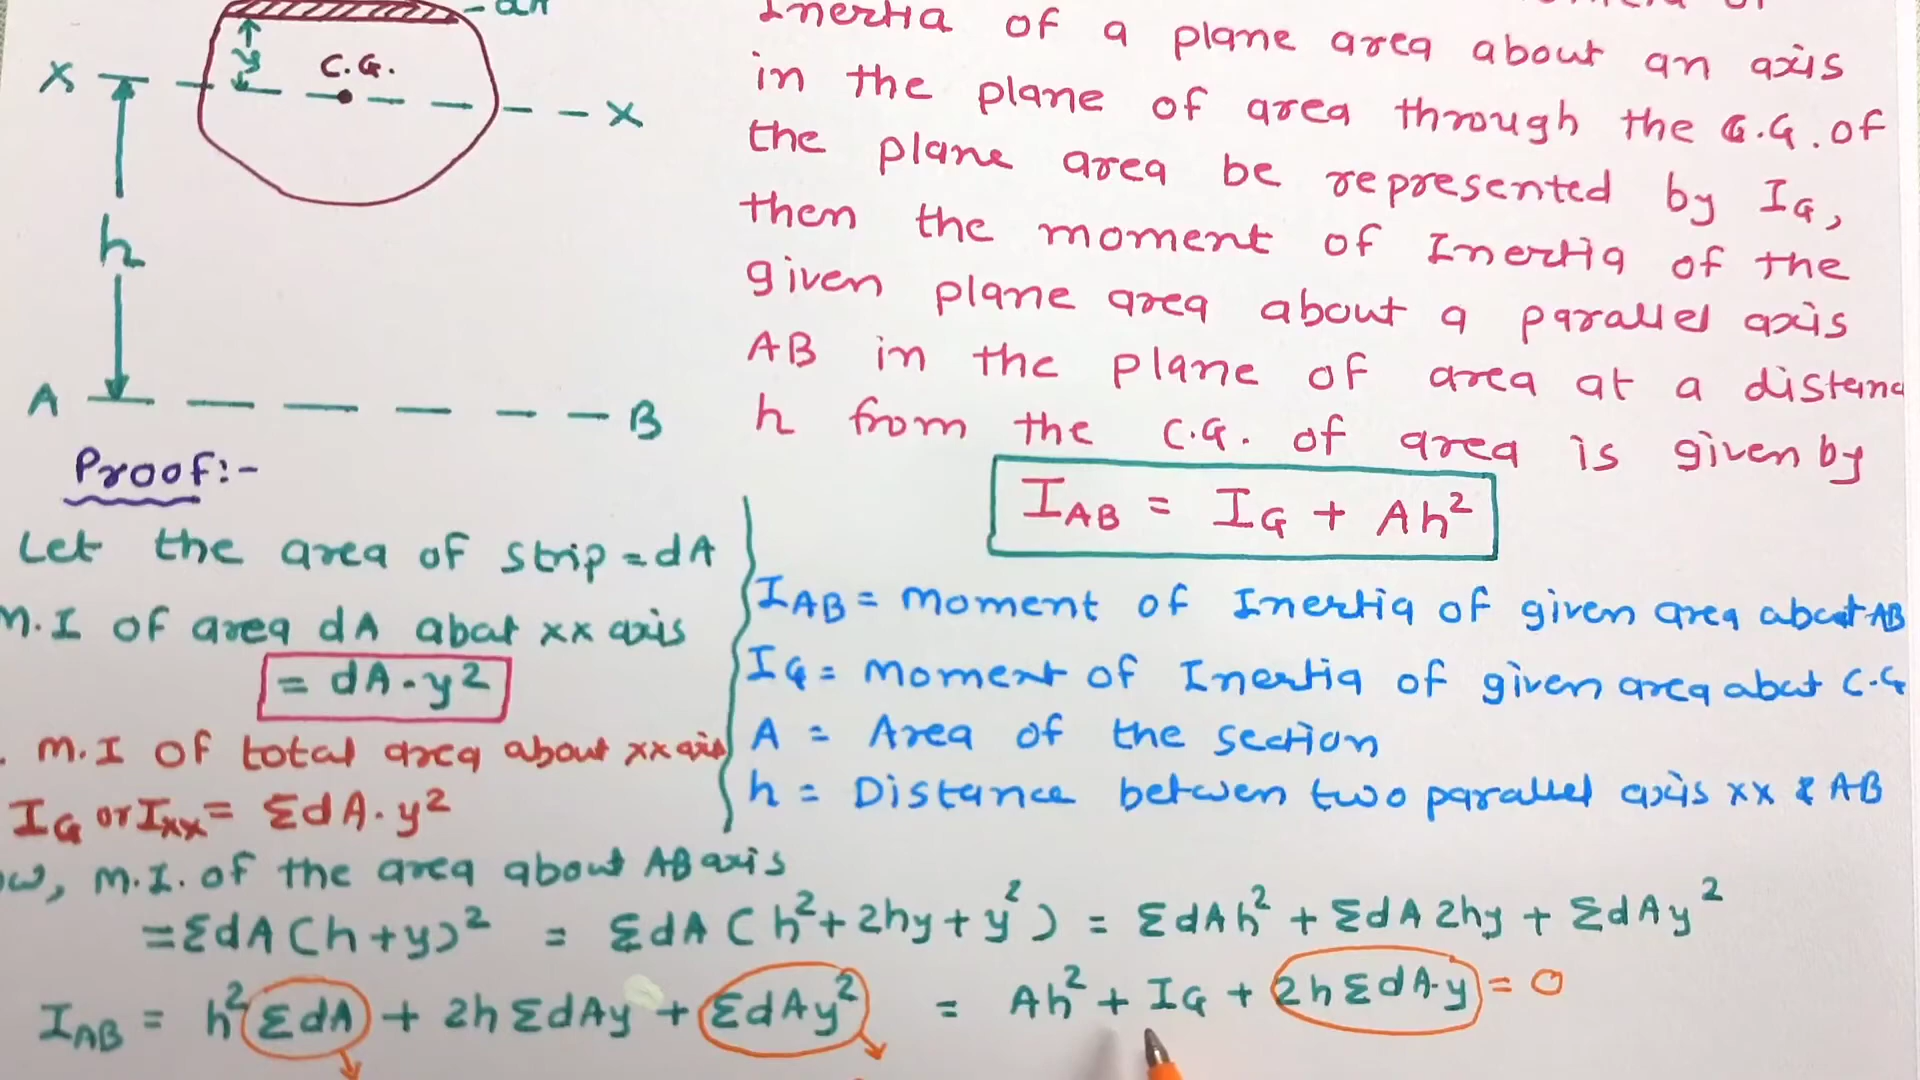 C.G.
y
X
X
h
A
B
Inertia of a plane area about an axis
in the plane of area through the C.G. of
the plane area be represented by IG,
then the moment of Inertia of the
given plane area about a parallel axis
AB in the plane of area at a distanc
h from the C.G. of area is given by
IAB = IG + Ah²
Proof:-
Let the area of strip = dA
M.I of area dA abat xx axis
= dA·y²
M.I of total area about xx axis
IG or Ixx = ΣdA·y²
ow, M.I. of the area about AB axis
IAB = Moment of Inertia of given area about AB
IG = Moment of Inertia of given area abut C.G
A = Area of the section
h = Distance betwen two parallel axis xx & AB
= ΣdA(h+y)² = ΣdA(h²+2hy+y²) = ΣdAh² + ΣdA2hy + ΣdAy²
IAB = h²ΣdA + 2hΣdAy + ΣdAy² = Ah² + IG + 2hΣdA·y = 0